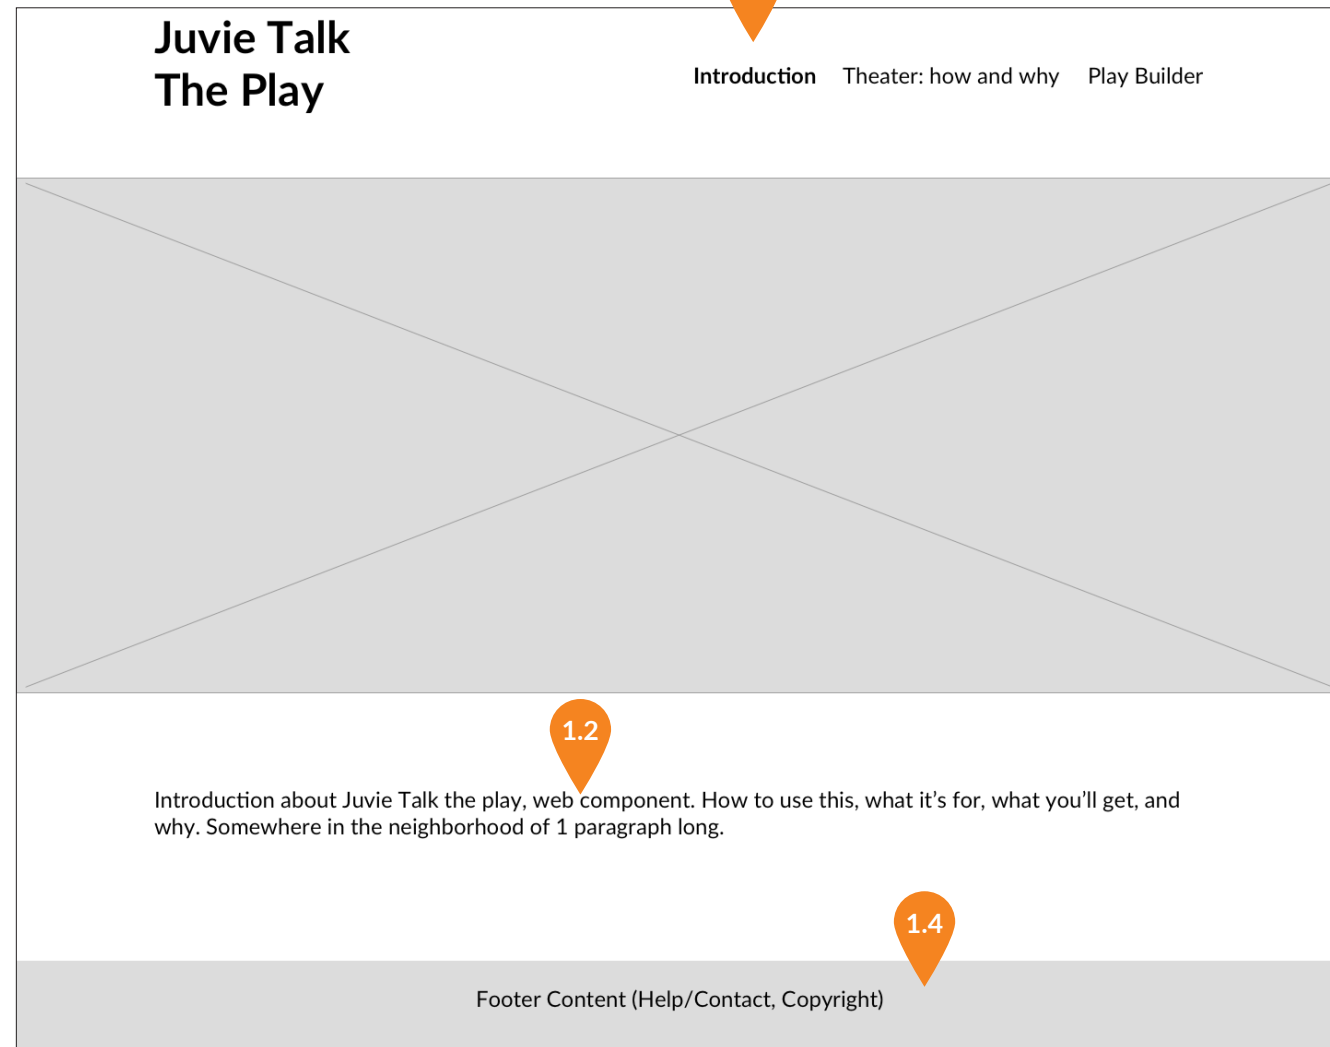 Juvie Talk
The Play
Introduction Theater: how and why Play Builder
1.2
Introduction about Juvie Talk the play, web component. How to use this, what it’s for, what you’ll get, and
why. Somewhere in the neighborhood of 1 paragraph long.
1.4
Footer Content (Help/Contact, Copyright)